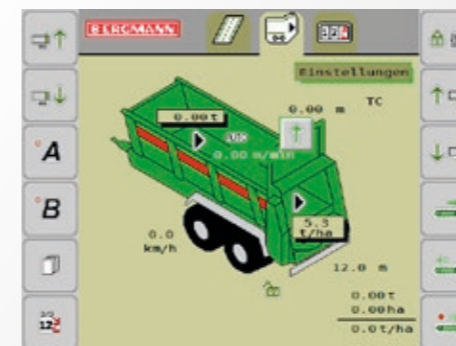 BERGMANN
Einstellungen
0.00 m
TC
0.00 t
0.00 m/min
A
B
5.3
t/ha
0.0
km/h
12.0 m
0.00t
0.00ha
0.0t/ha